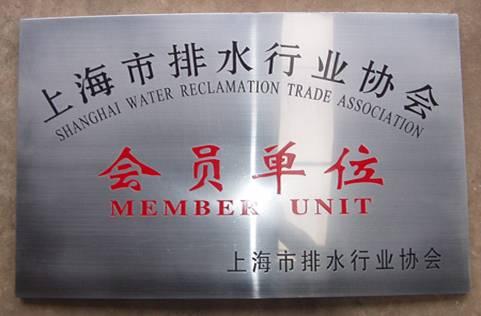 上海市排水行业协会
SHANGHAI WATER RECLAMATION TRADE ASSOCIATION
会员单位
MEMBER UNIT
上海市排水行业协会